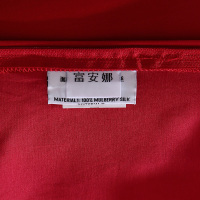 富安娜
MATERIAL: 100% MULBERRY SILK